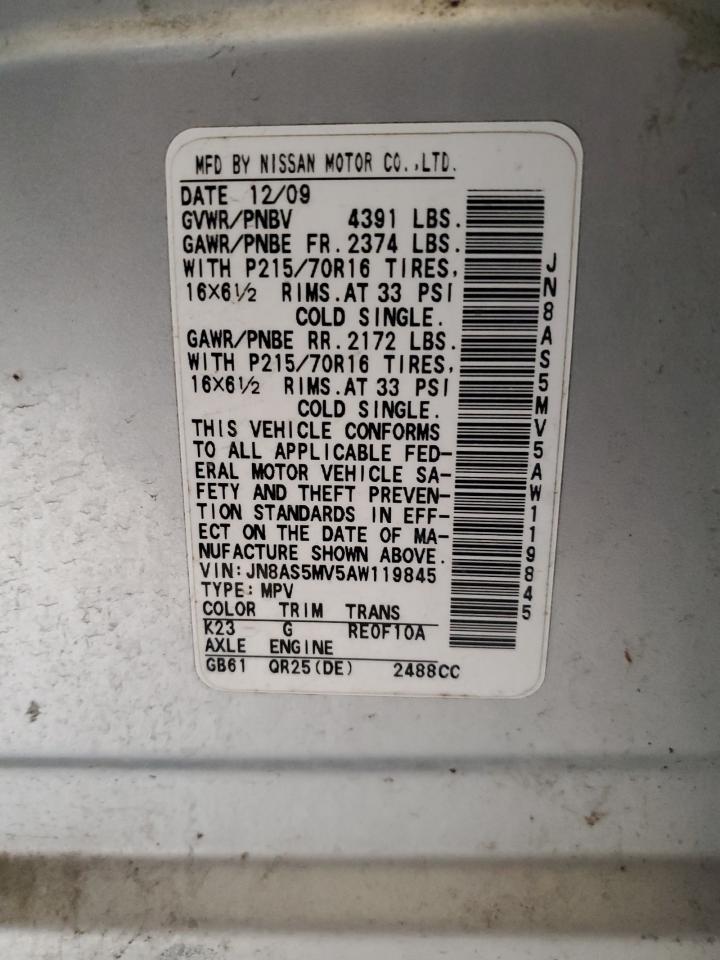 MFD BY NISSAN MOTOR CO.,LTD.
DATE 12/09
GVWR/PNBV 4391 LBS.
GAWR/PNBE FR. 2374 LBS.
WITH P215/70R16 TIRES,
16X6½ RIMS. AT 33 PSI
COLD SINGLE.
GAWR/PNBE RR. 2172 LBS.
WITH P215/70R16 TIRES,
16X6½ RIMS. AT 33 PSI
COLD SINGLE.
THIS VEHICLE CONFORMS
TO ALL APPLICABLE FED-
ERAL MOTOR VEHICLE SA-
FETY AND THEFT PREVEN-
TION STANDARDS IN EFF-
ECT ON THE DATE OF MA-
NUFACTURE SHOWN ABOVE.
VIN: JN8AS5MV5AW119845
TYPE: MPV
COLOR TRIM TRANS
K23 G RE0F10A
AXLE ENGINE
GB61 QR25(DE) 2488CC
JN8AS5MV5AW119845